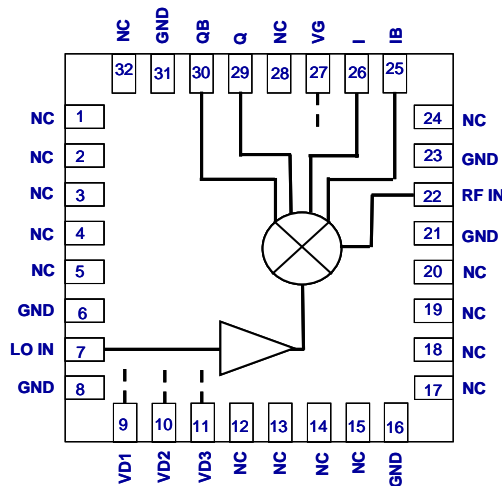 NC GND QB Q NC VG I IB
32 31 30 29 28 27 26 25
NC 1
NC 2
NC 3
NC 4
NC 5
GND 6
LO IN 7
GND 8
24 NC
23 GND
22 RF IN
21 GND
20 NC
19 NC
18 NC
17 NC
9 10 11 12 13 14 15 16
VD1 VD2 VD3 NC NC NC NC GND